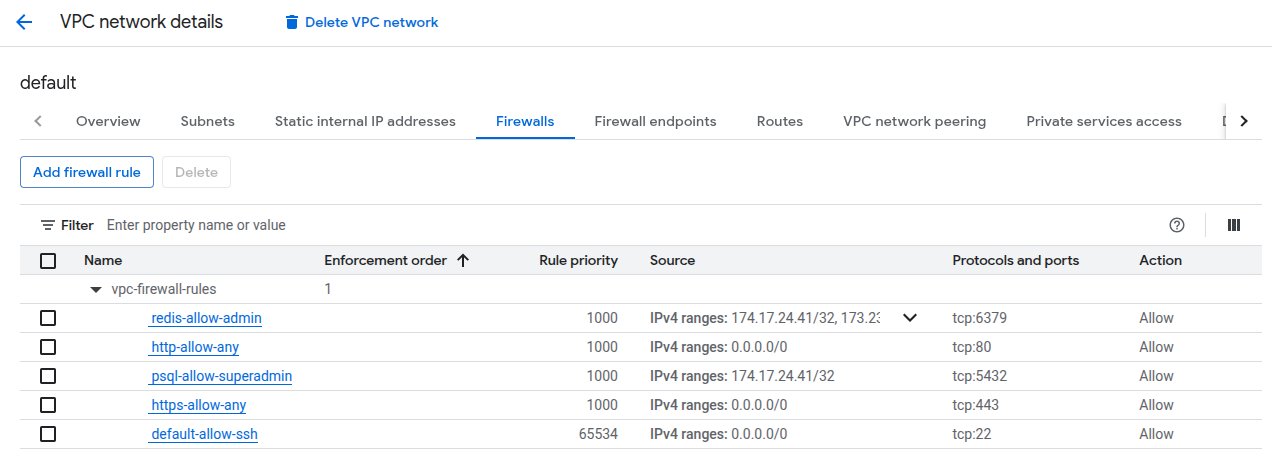 VPC network details Delete VPC network
default
Overview Subnets Static internal IP addresses Firewalls Firewall endpoints Routes VPC network peering Private services access
Add firewall rule Delete
Filter Enter property name or value
Name Enforcement order Rule priority Source Protocols and ports Action
vpc-firewall-rules 1
redis-allow-admin 1000 IPv4 ranges: 174.17.24.41/32, tcp:6379 Allow
http-allow-any 1000 IPv4 ranges: 0.0.0.0/0 tcp:80 Allow
psql-allow-superadmin 1000 IPv4 ranges: 174.17.24.41/32 tcp:5432 Allow
https-allow-any 1000 IPv4 ranges: 0.0.0.0/0 tcp:443 Allow
default-allow-ssh 65534 IPv4 ranges: 0.0.0.0/0 tcp:22 Allow